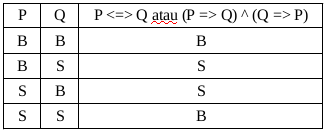 P Q P <=> Q atau (P => Q) ^ (Q => P)
B B B
B S S
S B S
S S B